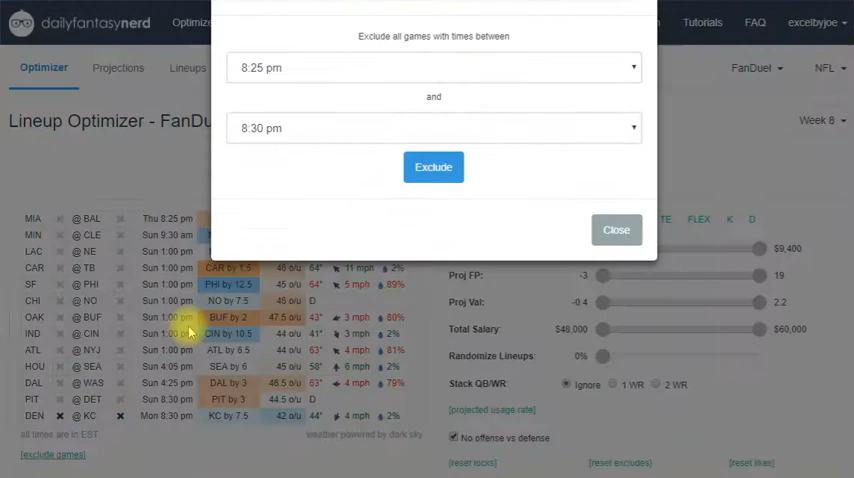 dailyfantasynerd Optimize Tutorials FAQ excelbyjoe
Exclude all games with times between
8:25 pm
and
8:30 pm
Exclude
Close
Optimizer Projections Lineups FanDuel NFL
Lineup Optimizer - FanDu Week 8
MIA @ BAL Thu 8:25 pm
MIN @ CLE Sun 9:30 am
LAC @ NE Sun 1:00 pm
CAR @ TB Sun 1:00 pm CAR by 1.5 46 o/u 64° 11 mph 2%
SF @ PHI Sun 1:00 pm PHI by 12.5 46 o/u 64° 5 mph 89%
CHI @ NO Sun 1:00 pm NO by 7.5 D
OAK @ BUF Sun 1:00 pm BUF by 2 47.5 o/u 63° 3 mph 80%
IND @ CIN Sun 1:00 pm CIN by 10.5 44 o/u 41° 3 mph 2%
ATL @ NYJ Sun 1:00 pm ATL by 6.5 44 o/u 63° 4 mph 81%
HOU @ SEA Sun 4:05 pm SEA by 6 44 o/u 58° 6 mph 2%
DAL @ WAS Sun 4:25 pm DAL by 3 46.5 o/u 63° 4 mph 79%
PIT @ DET Sun 8:30 pm PIT by 3 44.5 o/u D
DEN @ KC Mon 8:30 pm KC by 7.5 42 o/u 44° 4 mph 2%
all times are in EST weather powered by dark sky
[exclude games]
TE FLEX K D
$9,400
Proj FP: -3 19
Proj Val: -0.4 2.2
Total Salary: $48,000 $60,000
Randomize Lineups: 0%
Stack QB/WR: Ignore 1 WR 2 WR
[projected usage rate]
No offense vs defense
[reset locks] [reset excludes] [reset likes]